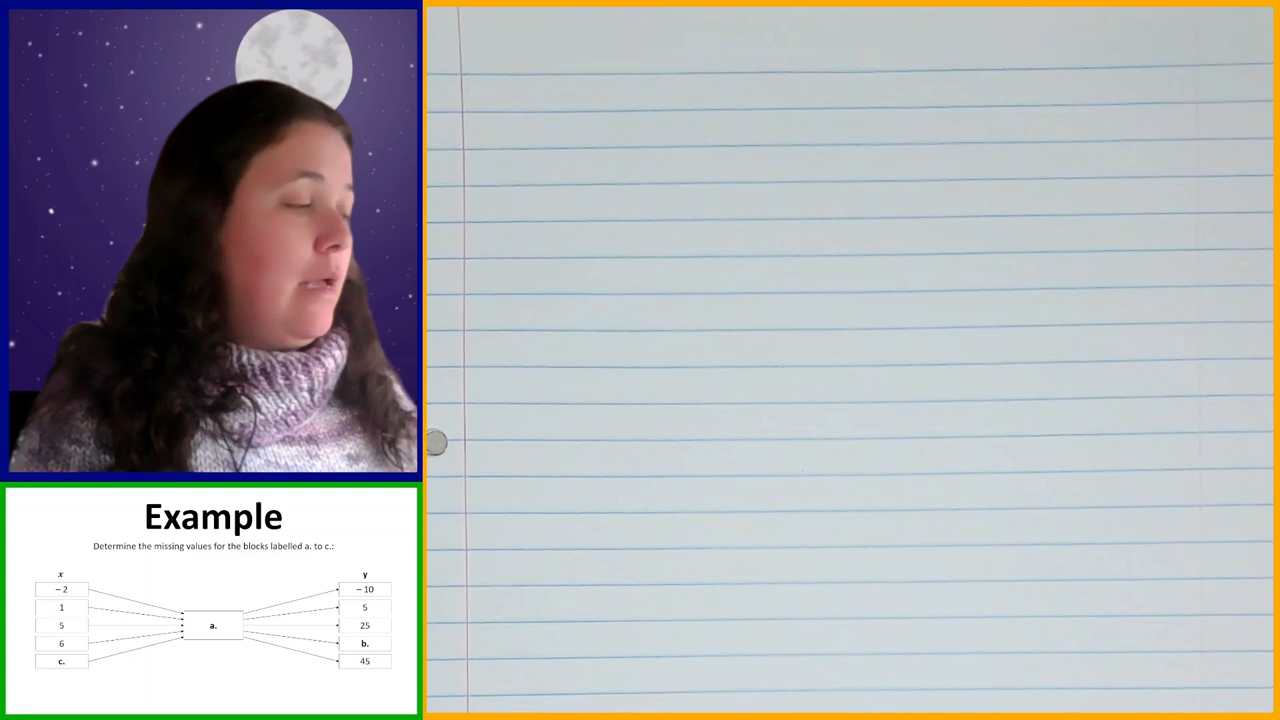 Example
Determine the missing values for the blocks labelled a. to c.:
x y
– 2 – 10
1 5
5 a. 25
6 b.
c. 45